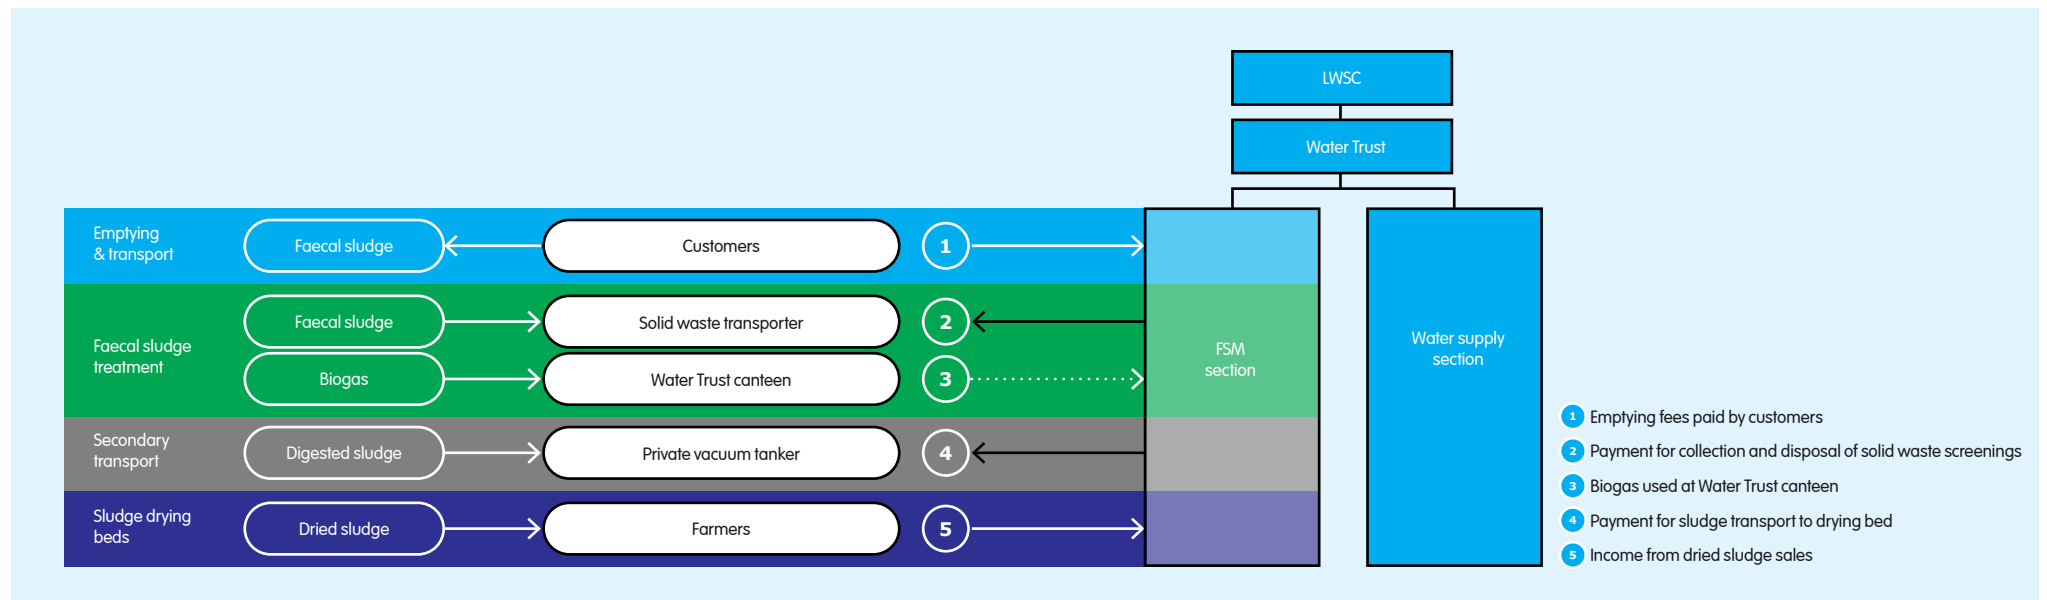 LWSC
Water Trust
Emptying
& transport
Faecal sludge
Customers
1
Faecal sludge
treatment
Faecal sludge
Solid waste transporter
2
Biogas
Water Trust canteen
3
Secondary
transport
Digested sludge
Private vacuum tanker
4
Sludge drying
beds
Dried sludge
Farmers
5
FSM
section
Water supply
section
1 Emptying fees paid by customers
2 Payment for collection and disposal of solid waste screenings
3 Biogas used at Water Trust canteen
4 Payment for sludge transport to drying bed
5 Income from dried sludge sales